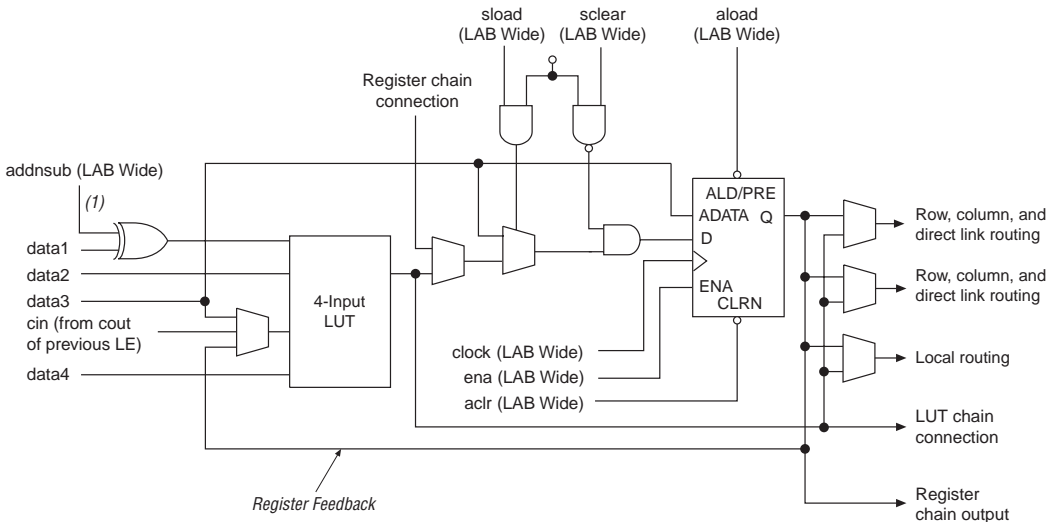 sload
(LAB Wide)
sclear
(LAB Wide)
aload
(LAB Wide)
Register chain
connection
addnsub (LAB Wide)
(1)
data1
data2
data3
cin (from cout
of previous LE)
data4
4-Input
LUT
ALD/PRE
ADATA Q
D
ENA
CLRN
clock (LAB Wide)
ena (LAB Wide)
aclr (LAB Wide)
Row, column, and
direct link routing
Row, column, and
direct link routing
Local routing
LUT chain
connection
Register
chain output
Register Feedback